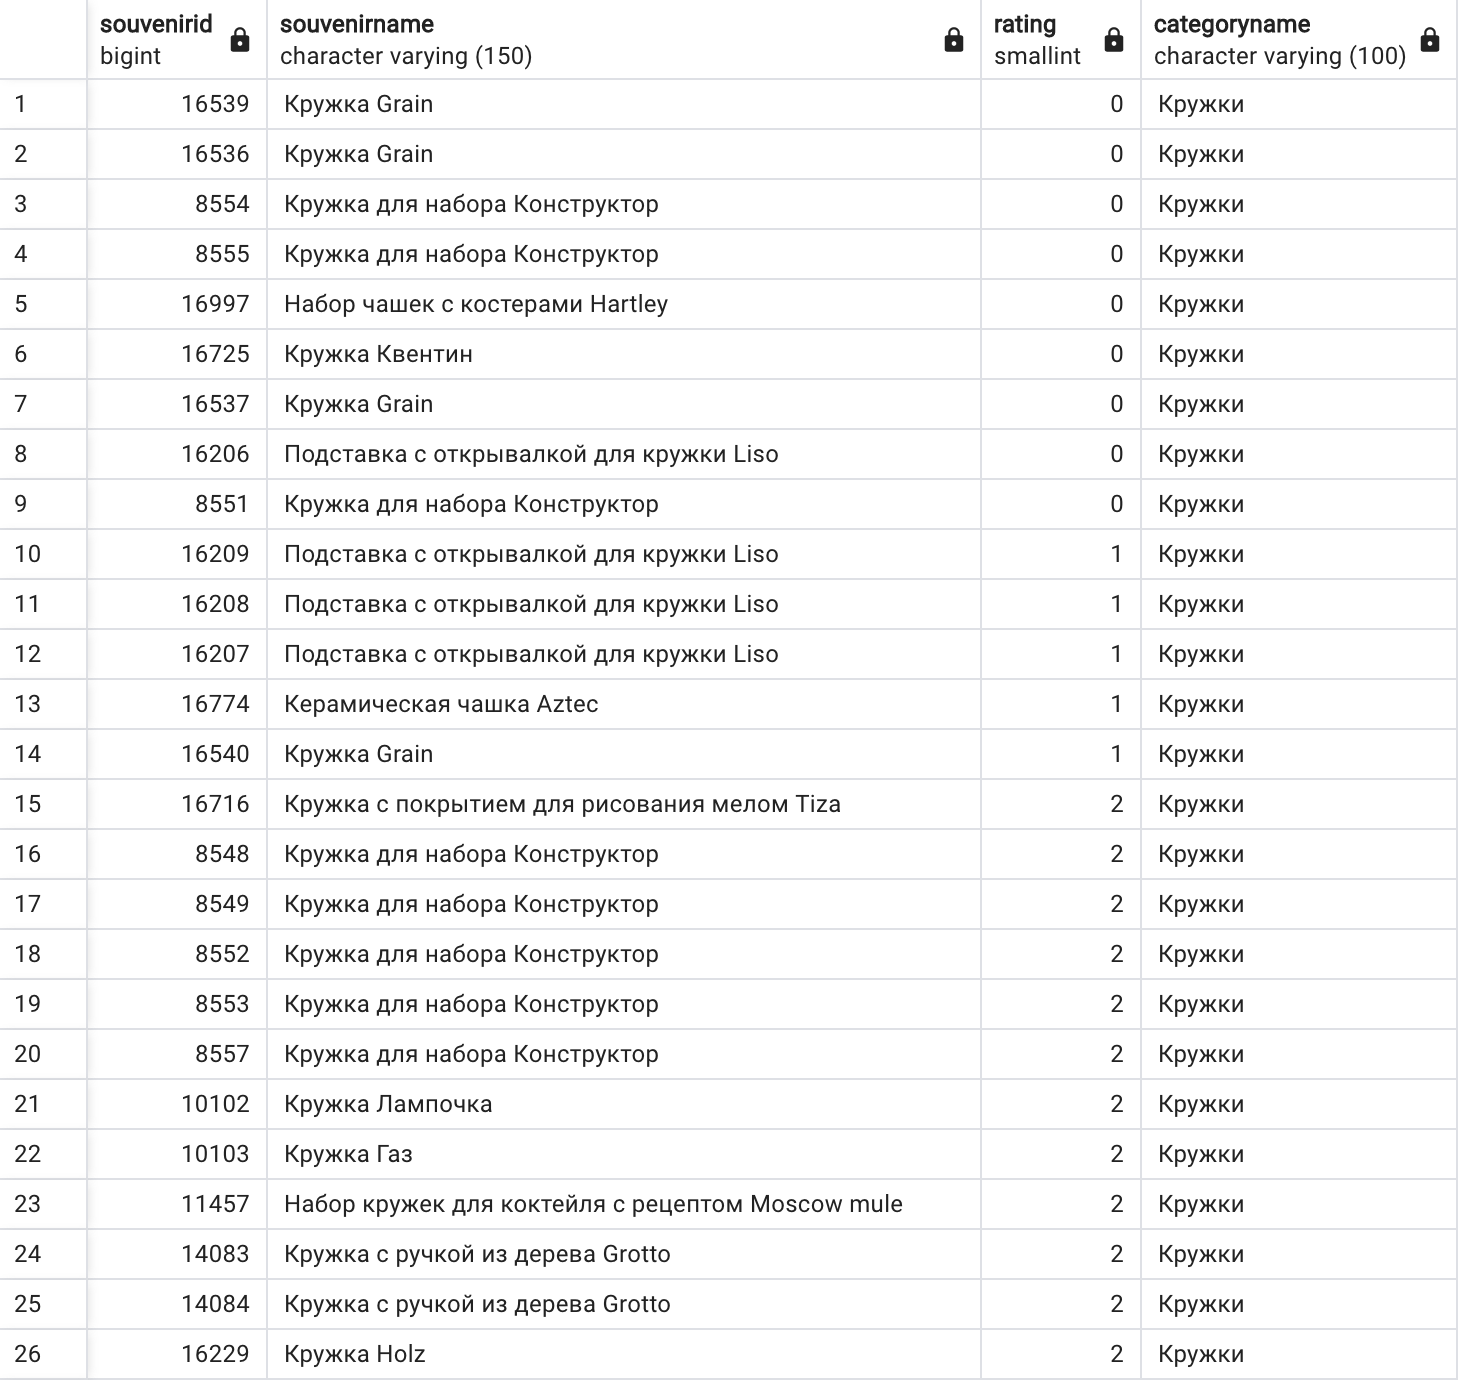 souvenirid souvenirname rating categoryname
bigint character varying (150) smallint character varying (100)
1 16539 Кружка Grain 0 Кружки
2 16536 Кружка Grain 0 Кружки
3 8554 Кружка для набора Конструктор 0 Кружки
4 8555 Кружка для набора Конструктор 0 Кружки
5 16997 Набор чашек с костерами Hartley 0 Кружки
6 16725 Кружка Квентин 0 Кружки
7 16537 Кружка Grain 0 Кружки
8 16206 Подставка с открывалкой для кружки Liso 0 Кружки
9 8551 Кружка для набора Конструктор 0 Кружки
10 16209 Подставка с открывалкой для кружки Liso 1 Кружки
11 16208 Подставка с открывалкой для кружки Liso 1 Кружки
12 16207 Подставка с открывалкой для кружки Liso 1 Кружки
13 16774 Керамическая чашка Aztec 1 Кружки
14 16540 Кружка Grain 1 Кружки
15 16716 Кружка с покрытием для рисования мелом Tiza 2 Кружки
16 8548 Кружка для набора Конструктор 2 Кружки
17 8549 Кружка для набора Конструктор 2 Кружки
18 8552 Кружка для набора Конструктор 2 Кружки
19 8553 Кружка для набора Конструктор 2 Кружки
20 8557 Кружка для набора Конструктор 2 Кружки
21 10102 Кружка Лампочка 2 Кружки
22 10103 Кружка Газ 2 Кружки
23 11457 Набор кружек для коктейля с рецептом Moscow mule 2 Кружки
24 14083 Кружка с ручкой из дерева Grotto 2 Кружки
25 14084 Кружка с ручкой из дерева Grotto 2 Кружки
26 16229 Кружка Holz 2 Кружки